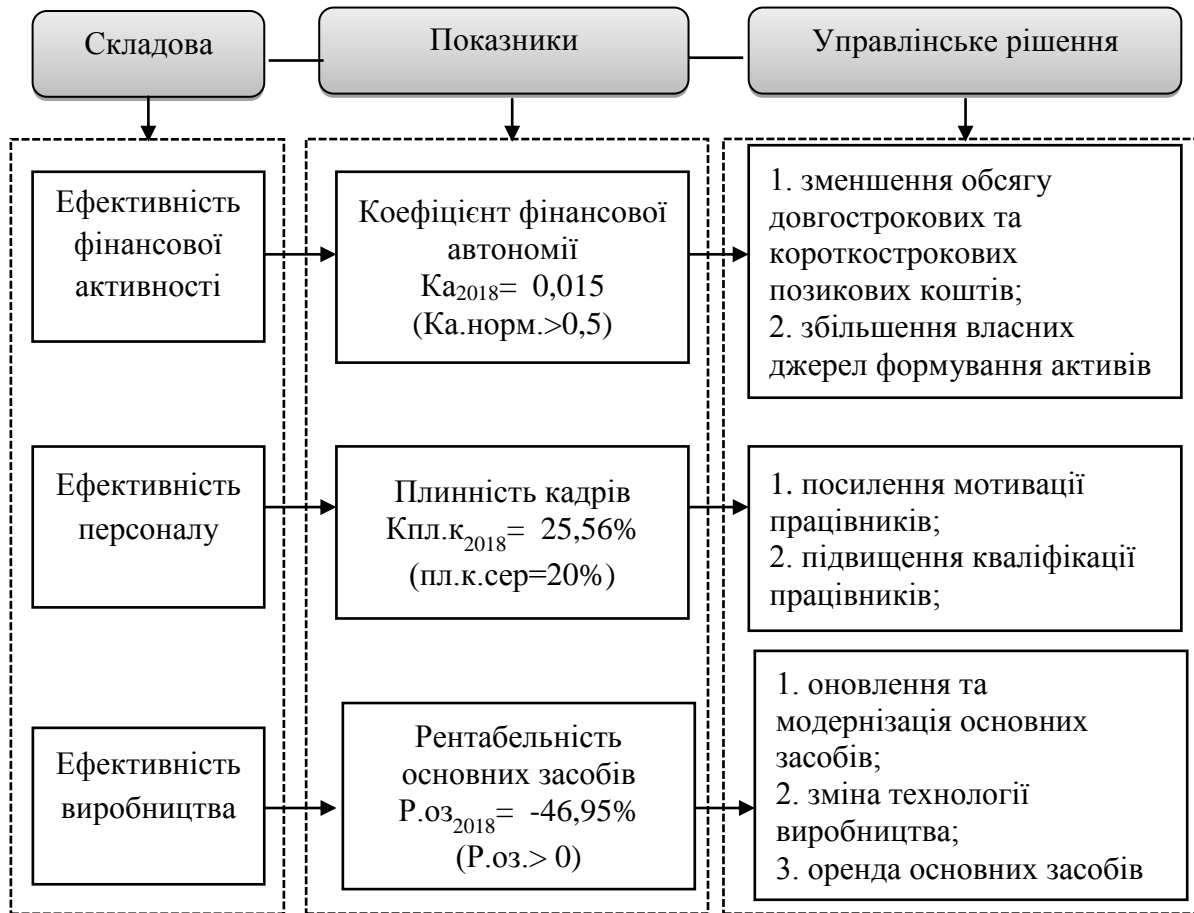 Складова
Показники
Управлінське рішення
Ефективність
фінансової
активності
Коефіцієнт фінансової
автономії
Ка2018= 0,015
(Ка.норм.>0,5)
1. зменшення обсягу
довгострокових та
короткострокових
позикових коштів;
2. збільшення власних
джерел формування активів
Ефективність
персоналу
Плинність кадрів
Кпл.к2018= 25,56%
(пл.к.сер=20%)
1. посилення мотивації
працівників;
2. підвищення кваліфікації
працівників;
Ефективність
виробництва
Рентабельність
основних засобів
Р.оз2018= -46,95%
(Р.оз.> 0)
1. оновлення та
модернізація основних
засобів;
2. зміна технології
виробництва;
3. оренда основних засобів